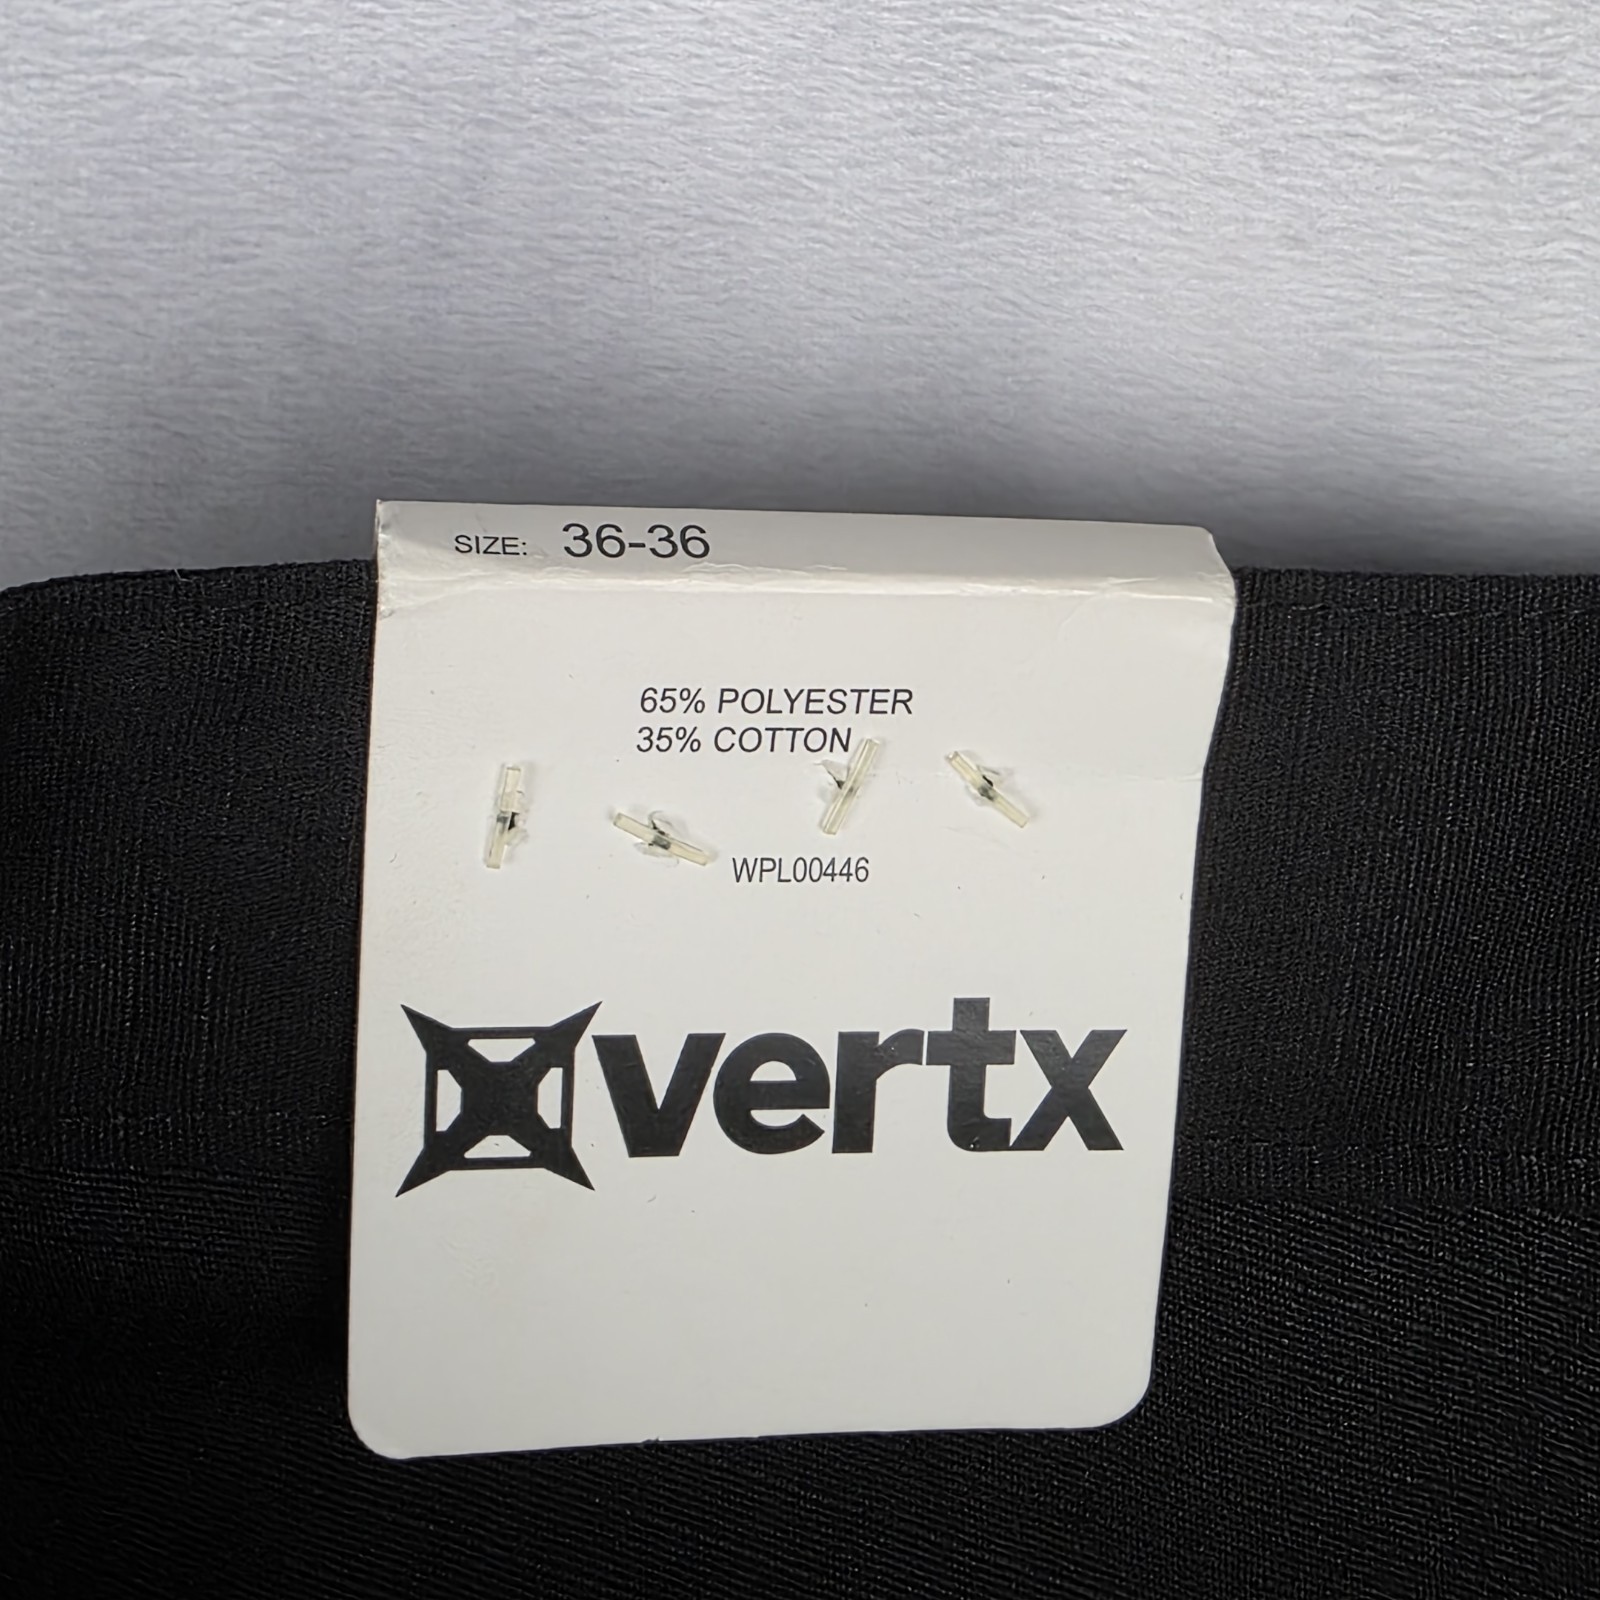 SIZE: 36-36
65% POLYESTER
35% COTTON
WPL00446
vertx